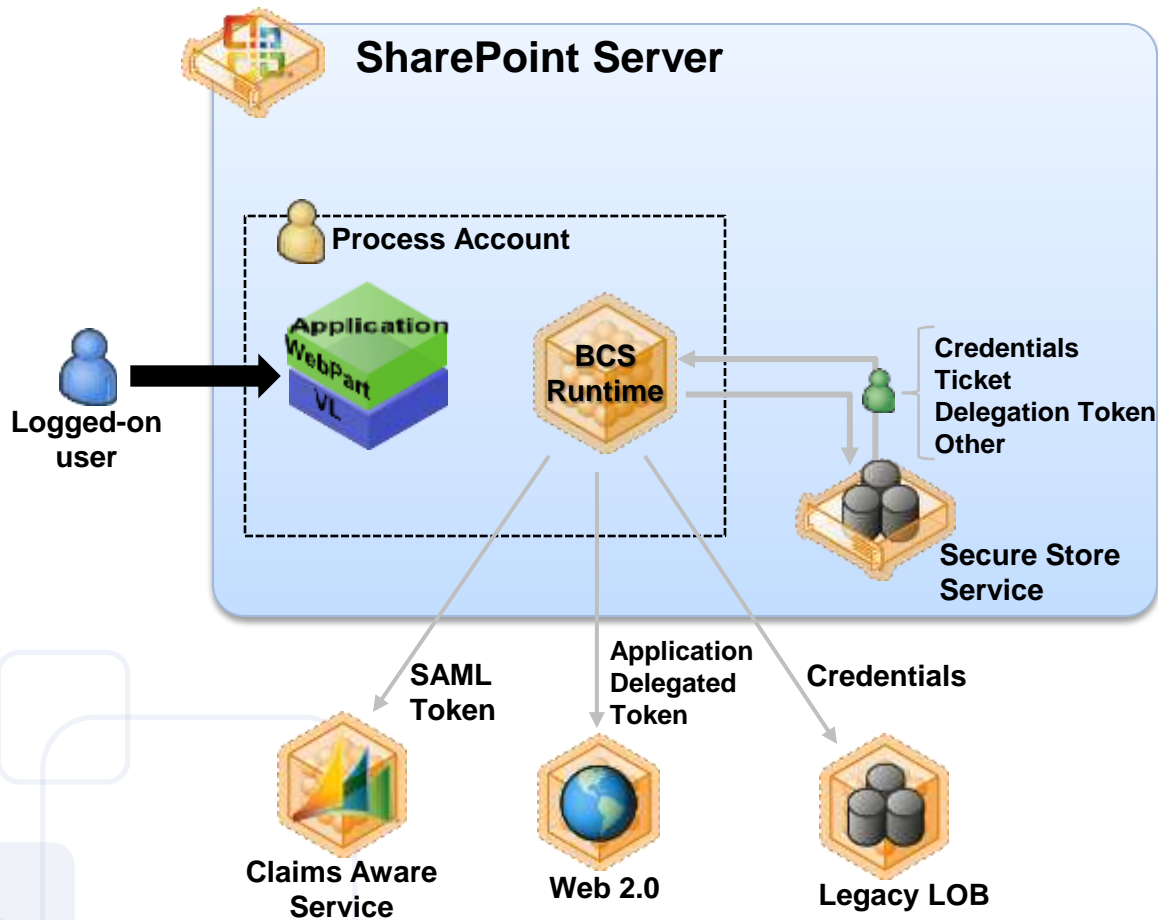 SharePoint Server
Process Account
Application
WebPart
VL
BCS
Runtime
Credentials
Ticket
Delegation Token
Other
Logged-on
user
Secure Store
Service
SAML
Token
Application
Delegated
Token
Credentials
Claims Aware
Service
Web 2.0
Legacy LOB